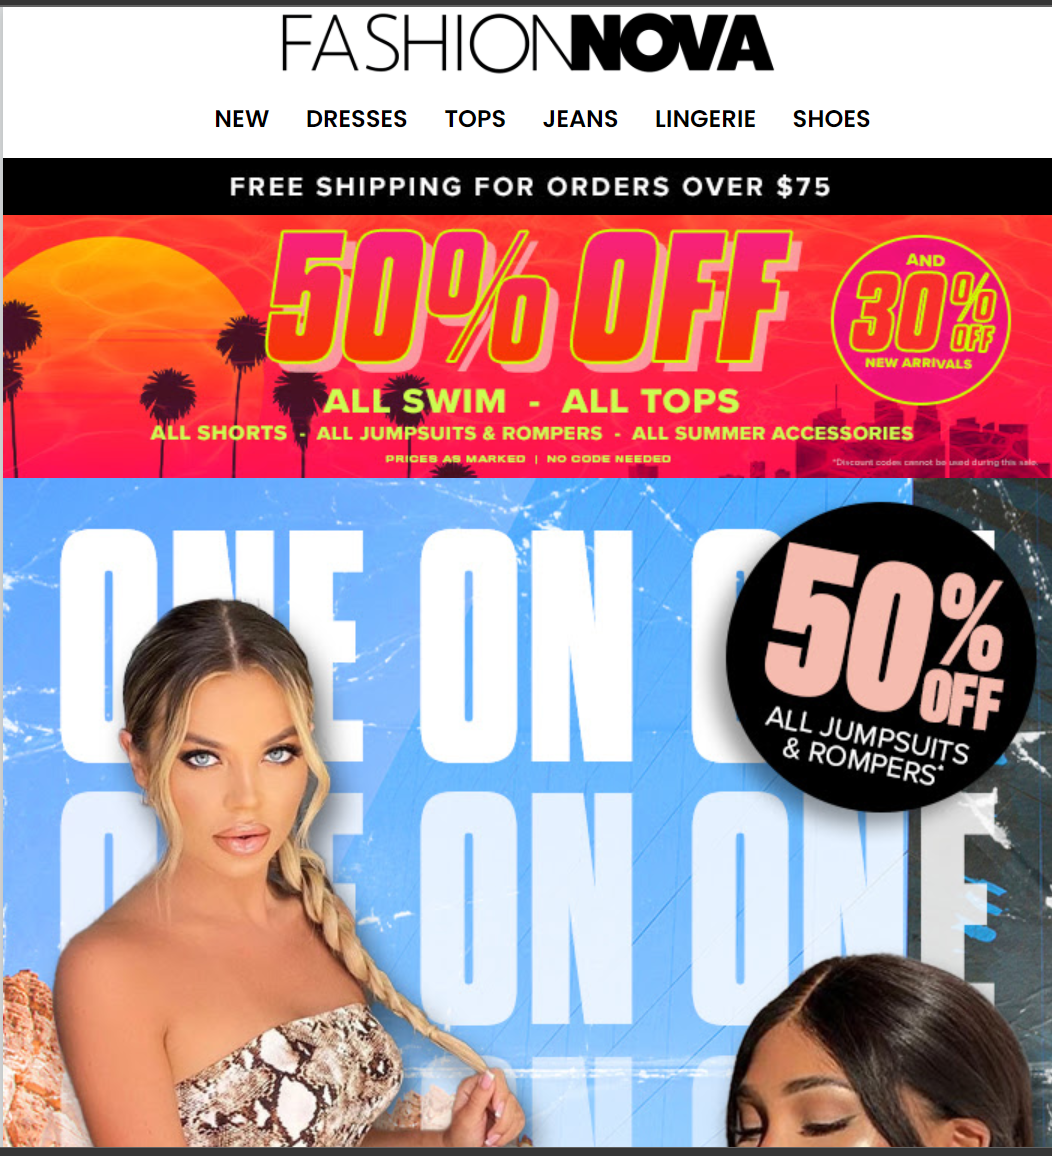 FASHIONNOVA
NEW DRESSES TOPS JEANS LINGERIE SHOES
FREE SHIPPING FOR ORDERS OVER $75
50% OFF
AND
30%
OFF
NEW ARRIVALS
ALL SWIM - ALL TOPS
ALL SHORTS - ALL JUMPSUITS & ROMPERS - ALL SUMMER ACCESSORIES
PRICES AS MARKED | NO CODE NEEDED
*Discount codes cannot be used during this sale
ONE ON
50%
OFF
ALL JUMPSUITS
& ROMPERS*
ONE ON ONE